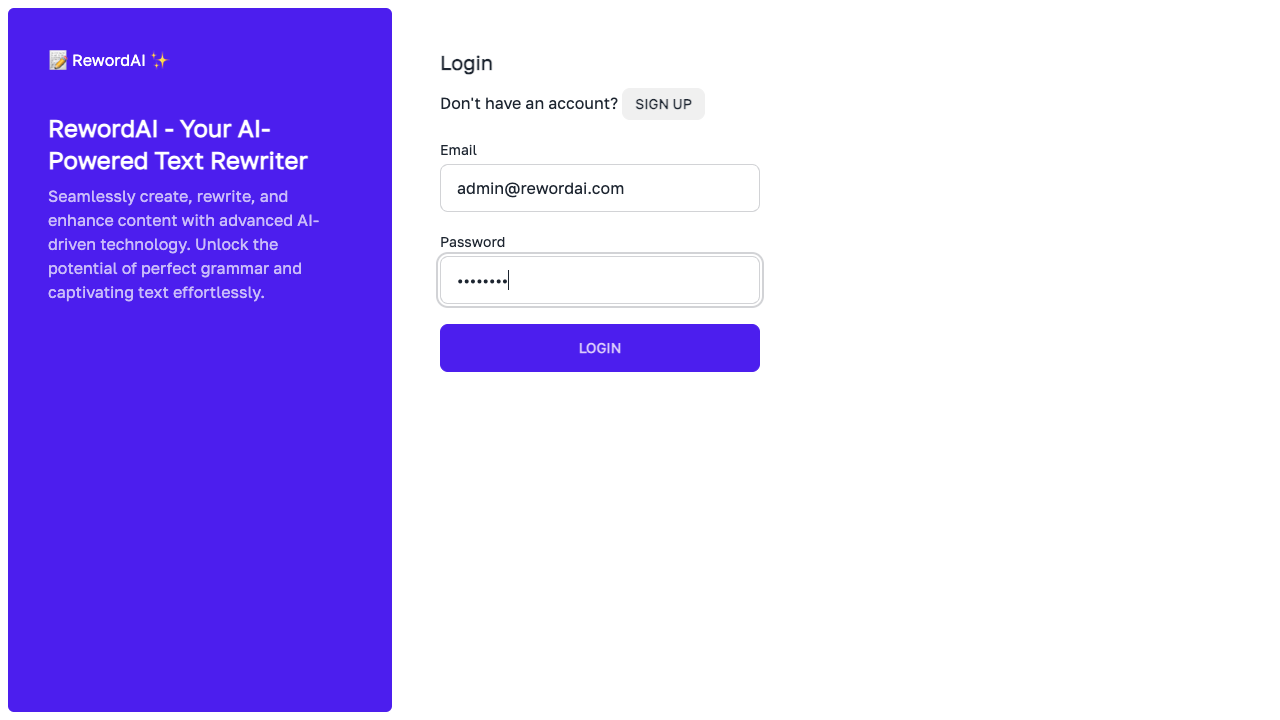 📝 RewordAI ✨
RewordAI - Your AI-
Powered Text Rewriter
Seamlessly create, rewrite, and
enhance content with advanced AI-
driven technology. Unlock the
potential of perfect grammar and
captivating text effortlessly.
Login
Don't have an account? SIGN UP
Email
admin@rewordai.com
Password
••••••••
LOGIN